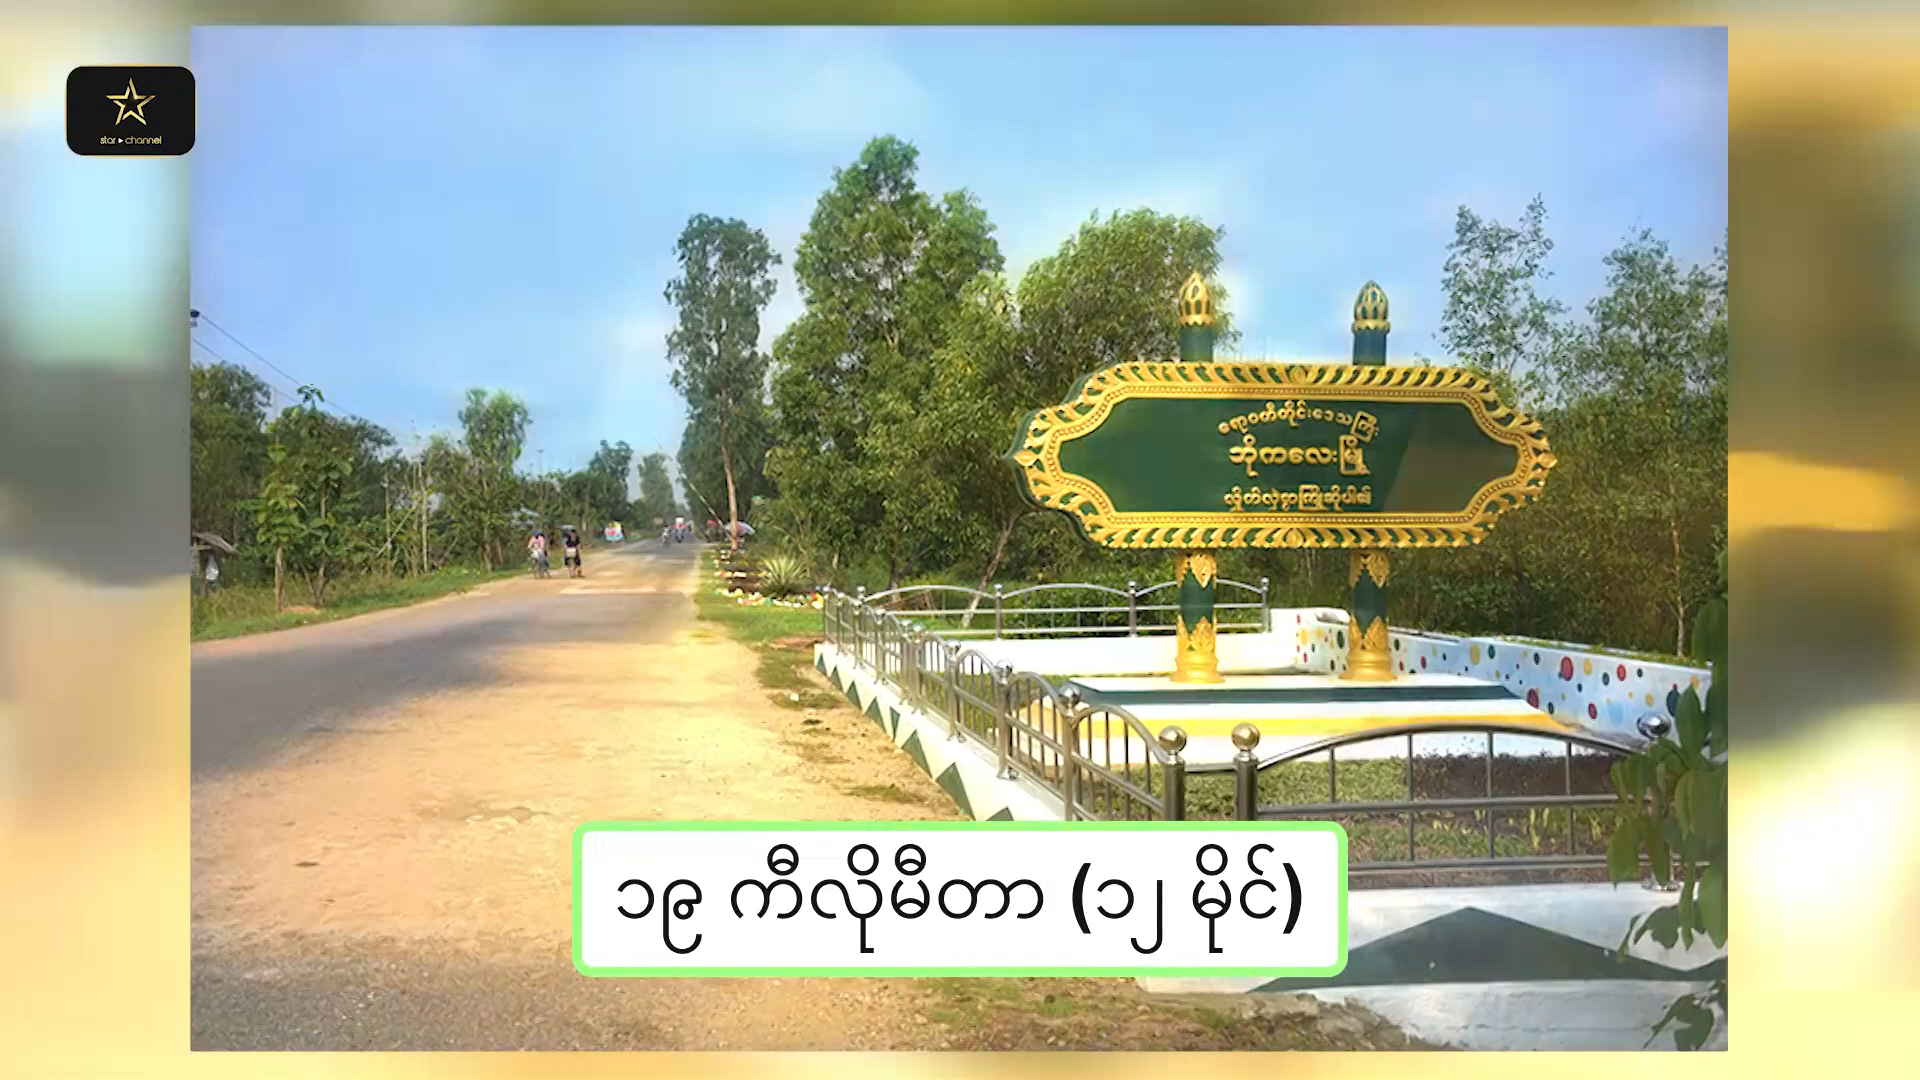 star channel
ဧရာဝတီတိုင်းဒေသကြီး
ဘိုကလေးမြို့
လှိုက်လှဲစွာကြိုဆိုပါ၏
၁၉ ကီလိုမီတာ (၁၂ မိုင်)